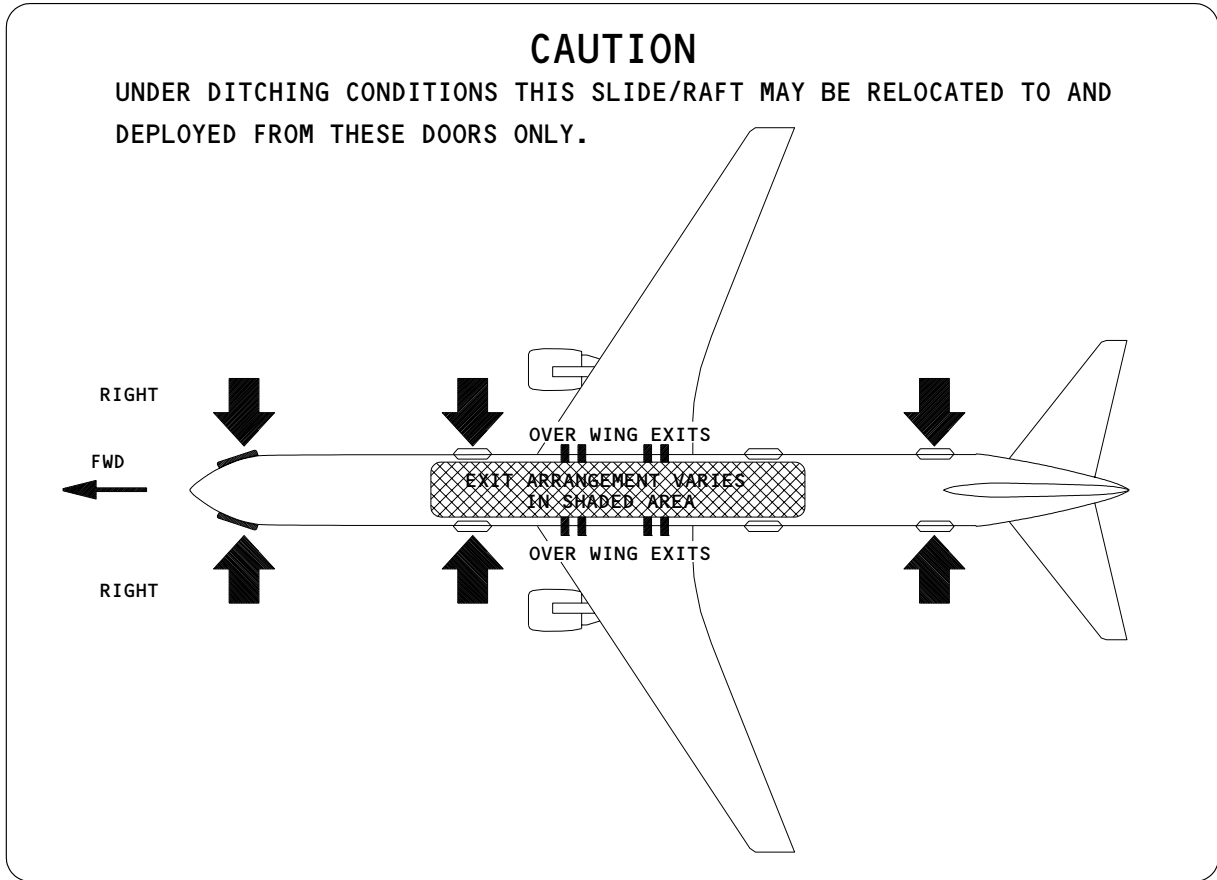 CAUTION
UNDER DITCHING CONDITIONS THIS SLIDE/RAFT MAY BE RELOCATED TO AND
DEPLOYED FROM THESE DOORS ONLY.
RIGHT
FWD
OVER WING EXITS
EXIT ARRANGEMENT VARIES
IN SHADED AREA
OVER WING EXITS
RIGHT